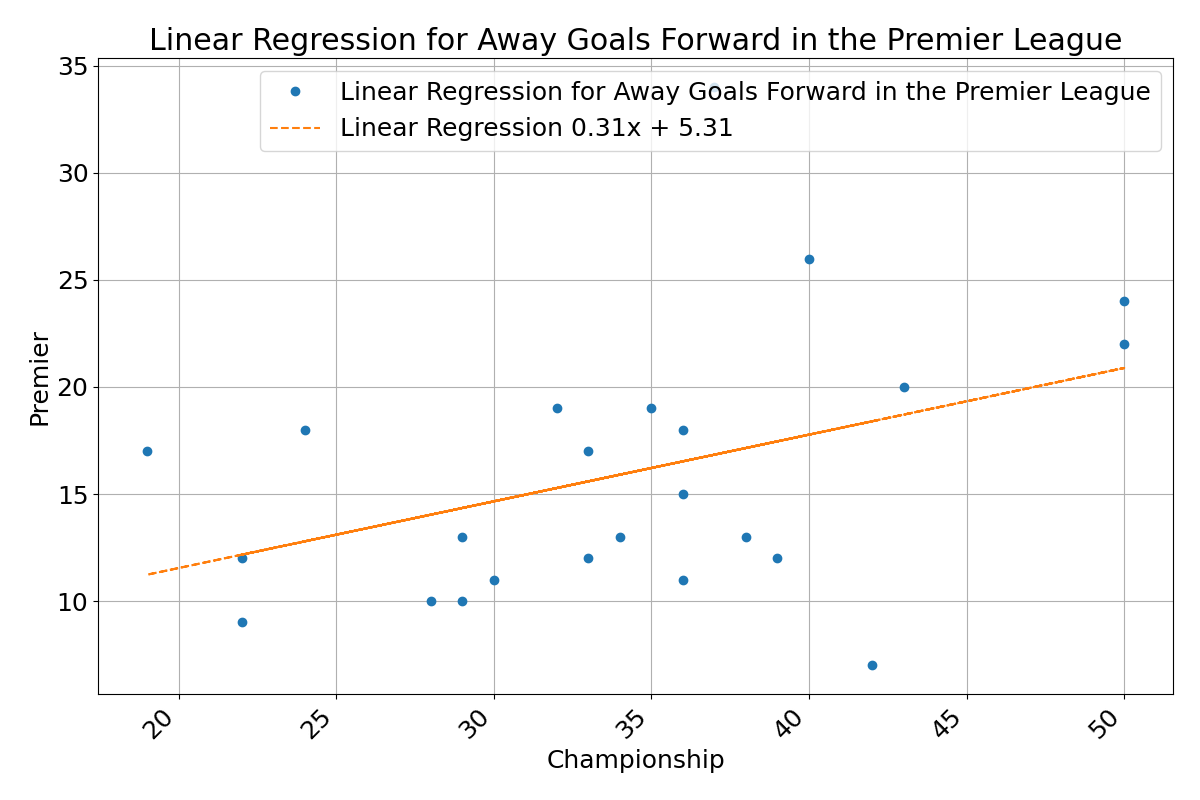 Linear Regression for Away Goals Forward in the Premier League
35
30
25
20
15
10
Premier
Linear Regression for Away Goals Forward in the Premier League
Linear Regression 0.31x + 5.31
20
25
30
35
40
45
50
Championship